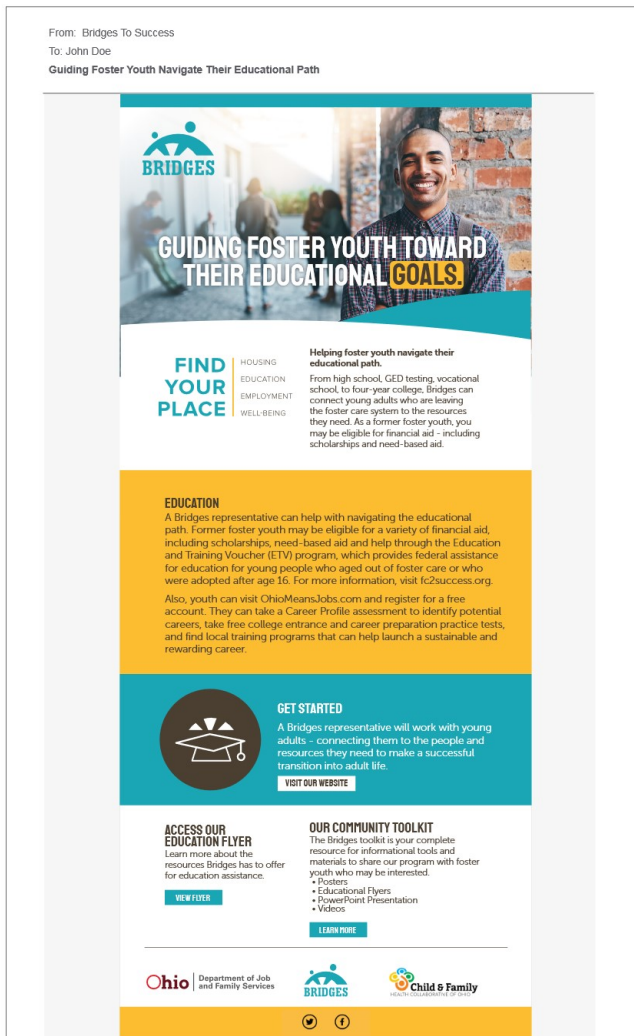 From: Bridges To Success
To: John Doe
Guiding Foster Youth Navigate Their Educational Path
BRIDGES
GUIDING FOSTER YOUTH TOWARD
THEIR EDUCATIONAL GOALS.
FIND
YOUR
PLACE
HOUSING
EDUCATION
EMPLOYMENT
WELL-BEING
Helping foster youth navigate their
educational path.
From high school, GED testing, vocational
school, to four-year college, Bridges can
connect young adults who are leaving
the foster care system to the resources
they need. As a former foster youth, you
may be eligible for financial aid - including
scholarships and need-based aid.
EDUCATION
A Bridges representative can help with navigating the educational
path. Former foster youth may be eligible for a variety of financial aid,
including scholarships, need-based aid and help through the Education
and Training Voucher (ETV) program, which provides federal assistance
for education for young people who aged out of foster care or who
were adopted after age 16. For more information, visit fc2success.org.
Also, youth can visit OhioMeansJobs.com and register for a free
account. They can take a Career Profile assessment to identify potential
careers, take free college entrance and career preparation practice tests,
and find local training programs that can help launch a sustainable and
rewarding career.
GET STARTED
A Bridges representative will work with young
adults - connecting them to the people and
resources they need to make a successful
transition into adult life.
VISIT OUR WEBSITE
ACCESS OUR
EDUCATION FLYER
Learn more about the
resources Bridges has to offer
for education assistance.
VIEW FLYER
OUR COMMUNITY TOOLKIT
The Bridges toolkit is your complete
resource for informational tools and
materials to share our program with foster
youth who may be interested.
• Posters
• Educational Flyers
• PowerPoint Presentation
• Videos
LEARN MORE
Ohio
Department of Job
and Family Services
BRIDGES
Child & Family
HEALTH COLLABORATIVE OF OHIO